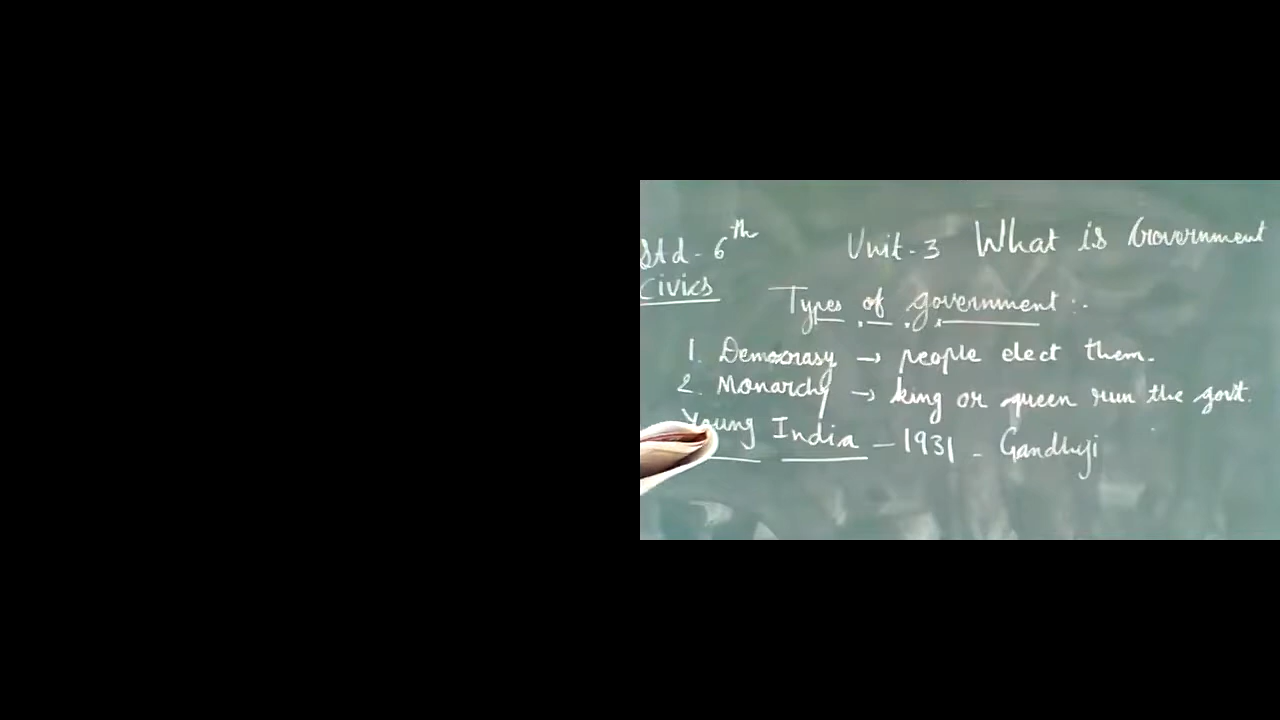 Std - 6th Unit - 3 What is Government
Civics
Types of government :-
1. Democrasy → people elect them.
2. Monarchy → king or queen run the govt.
Young India - 1931 - Gandhiji